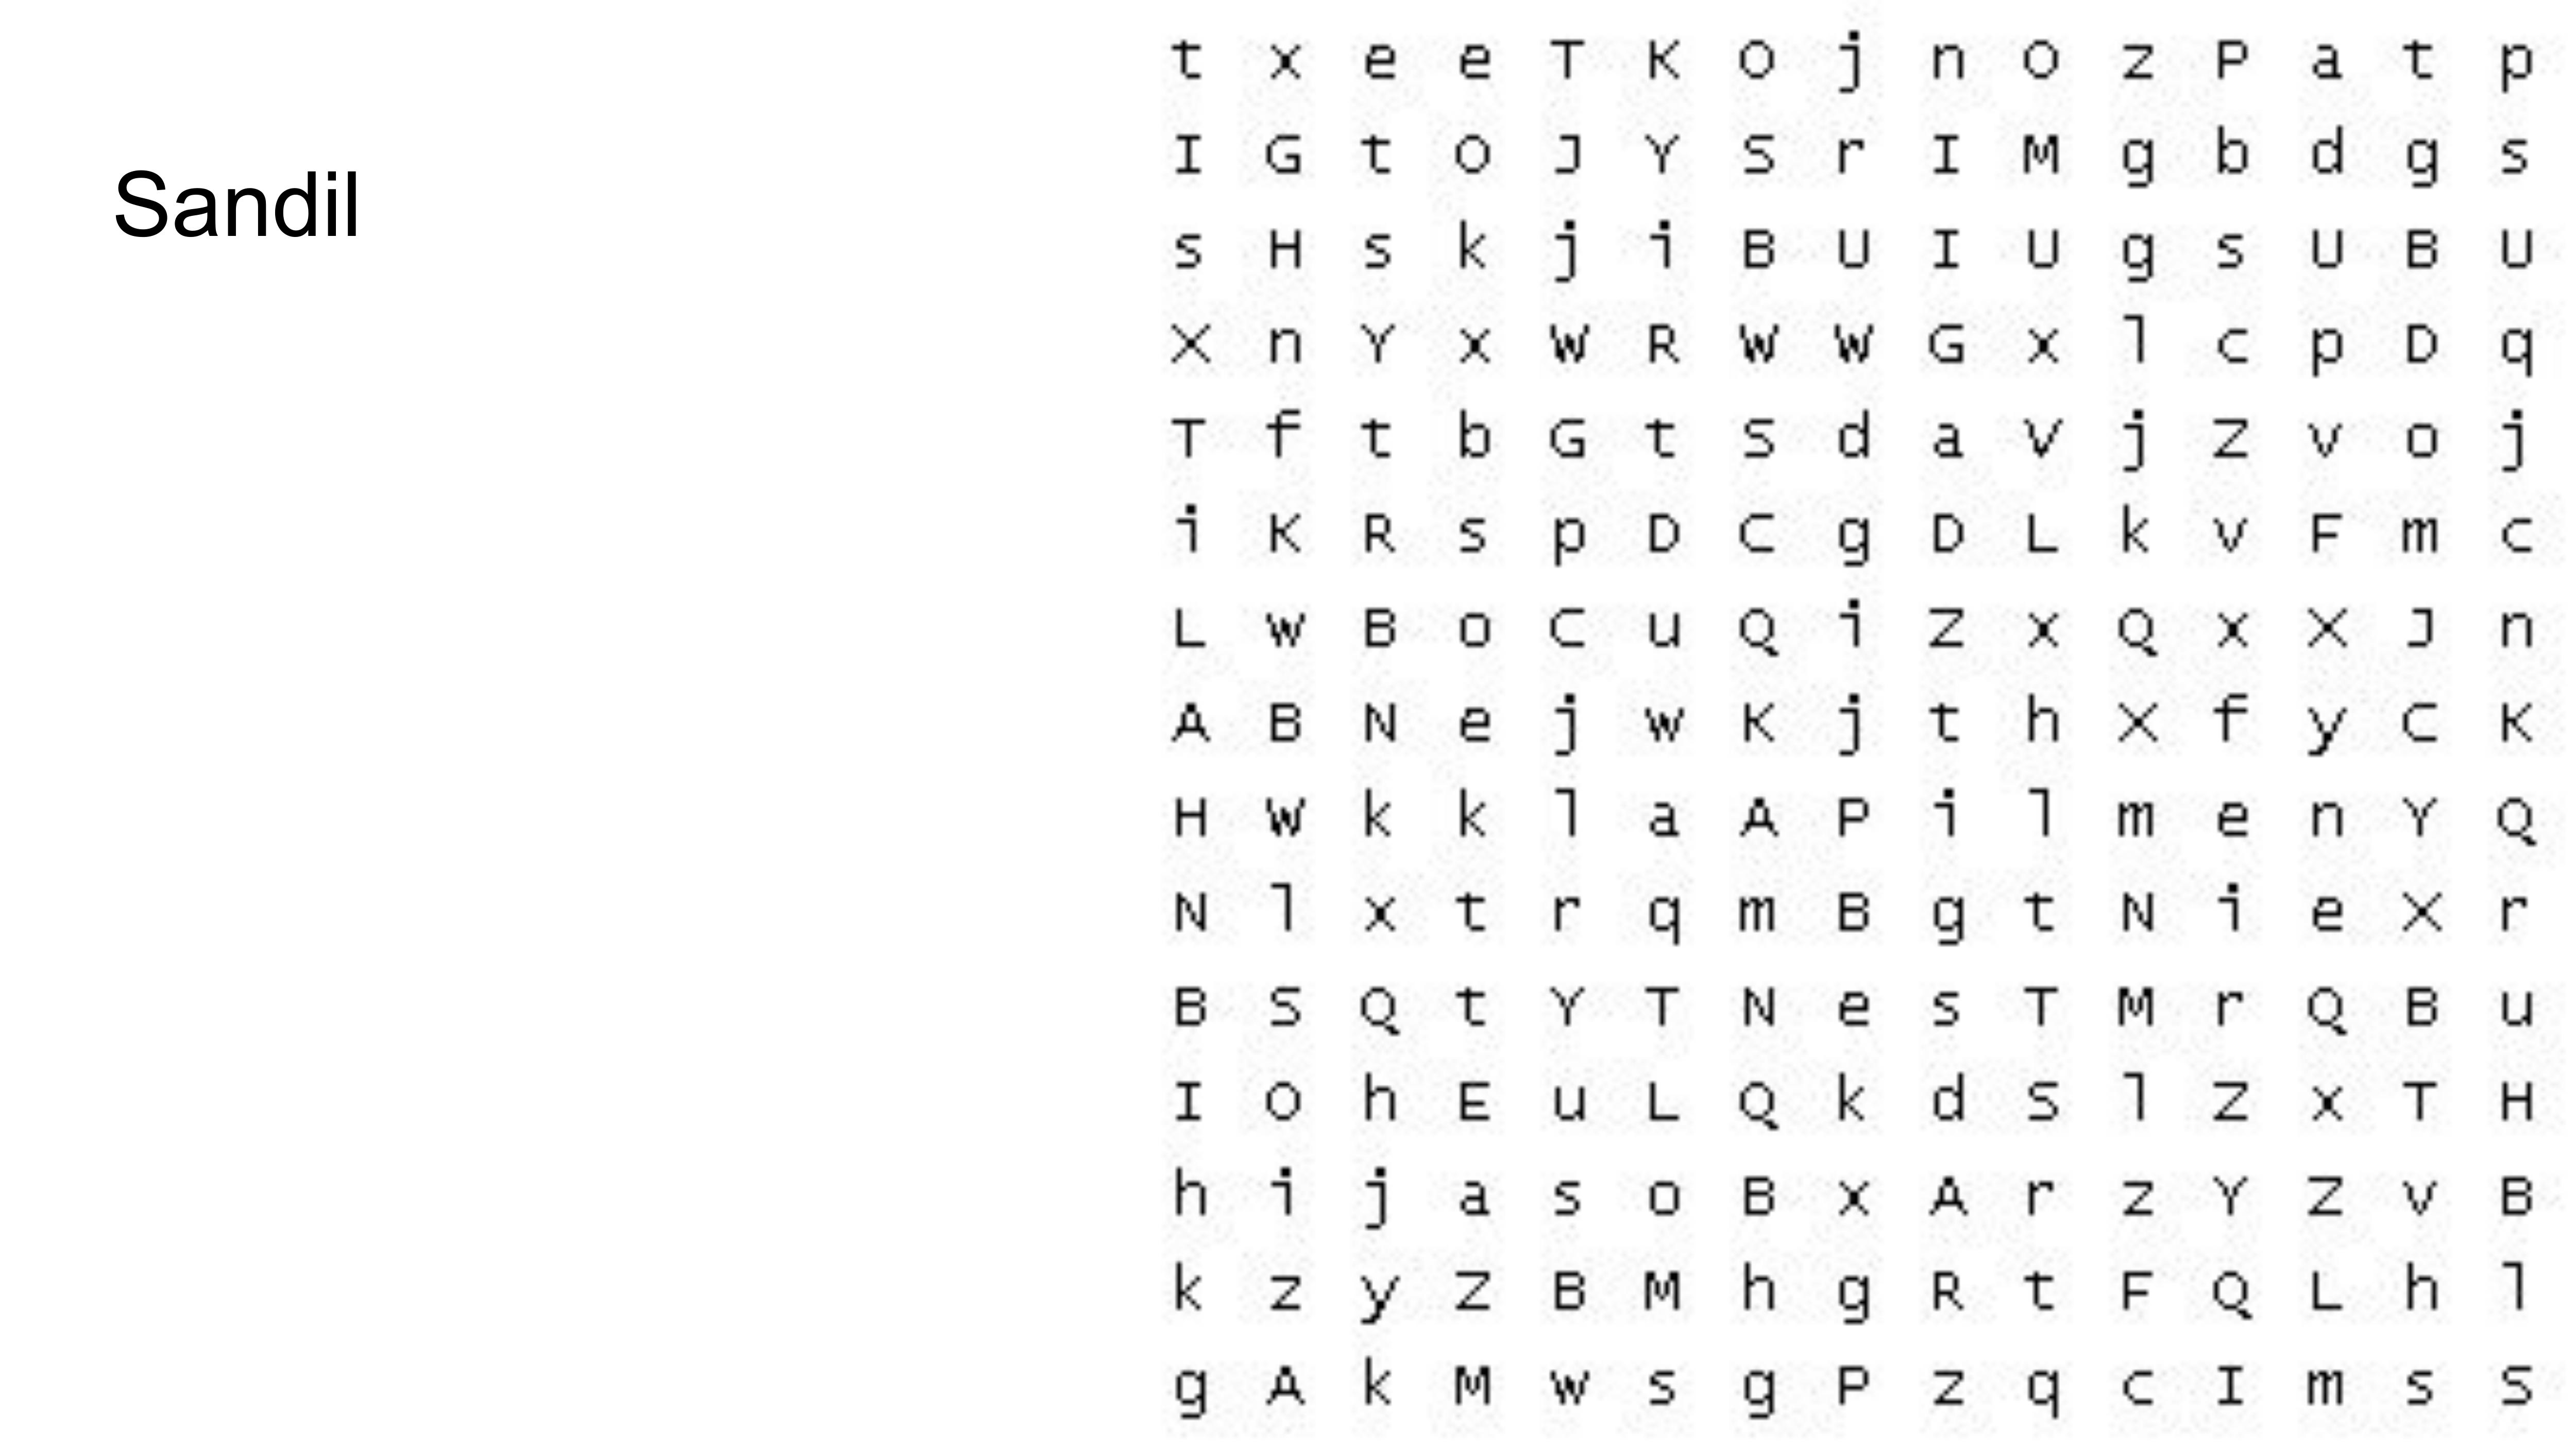 Sandil
t x e e T K O j n O z P a t p
I G t O J Y S r I M g b d g s
s H s k j i B U I U g s U B U
X n Y x W R W W G x l c p D q
T f t b G t S d a V j Z v o j
i K R s p D C g D L k v F m c
L w B o C u Q i Z x Q x X J n
A B N e j w K j t h X f y C K
H W k k l a A P i l m e n Y Q
N l x t r q m B g t N i e X r
B S Q t Y T N e s T M r Q B u
I O h E u L Q k d S l Z x T H
h i j a s o B x A r z Y Z v B
k z y Z B M h g R t F Q L h l
g A k M w s g P z q c I m s S